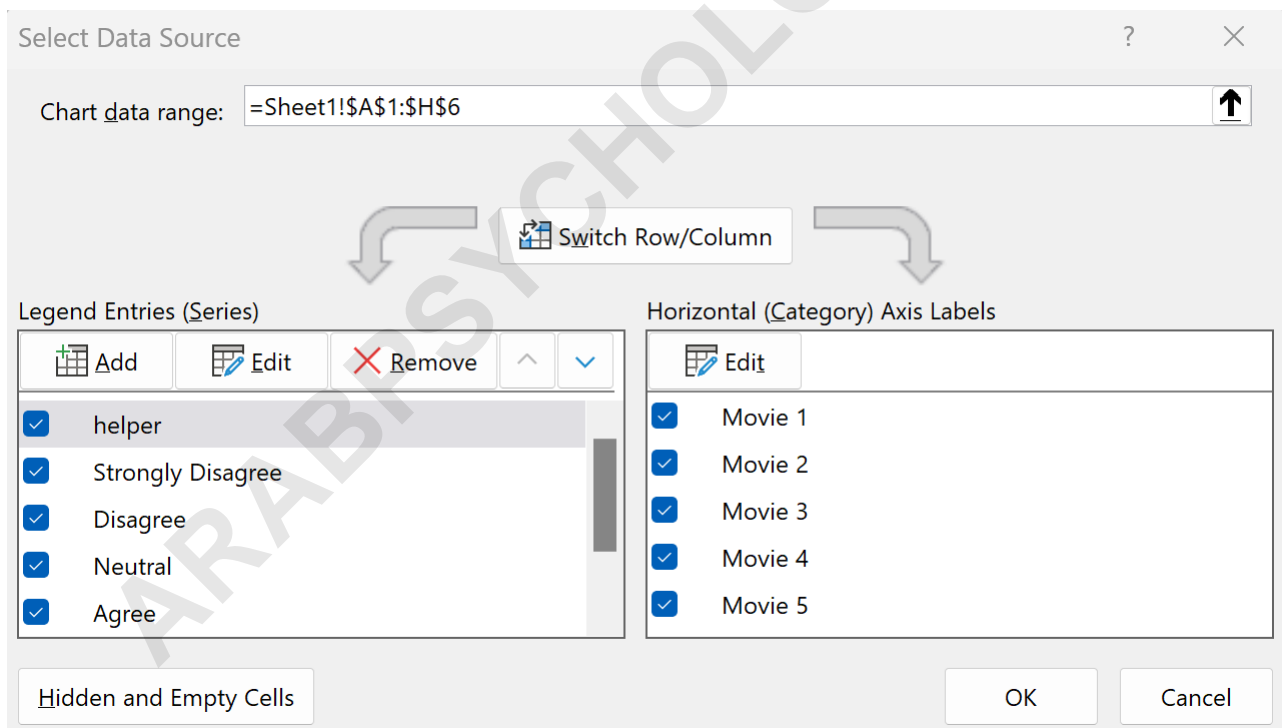 Select Data Source ?
Chart data range: =Sheet1!$A$1:$H$6
Switch Row/Column
Legend Entries (Series)
Add Edit Remove
helper
Strongly Disagree
Disagree
Neutral
Agree
Horizontal (Category) Axis Labels
Edit
Movie 1
Movie 2
Movie 3
Movie 4
Movie 5
Hidden and Empty Cells
OK Cancel
ARABPSYCHOLO